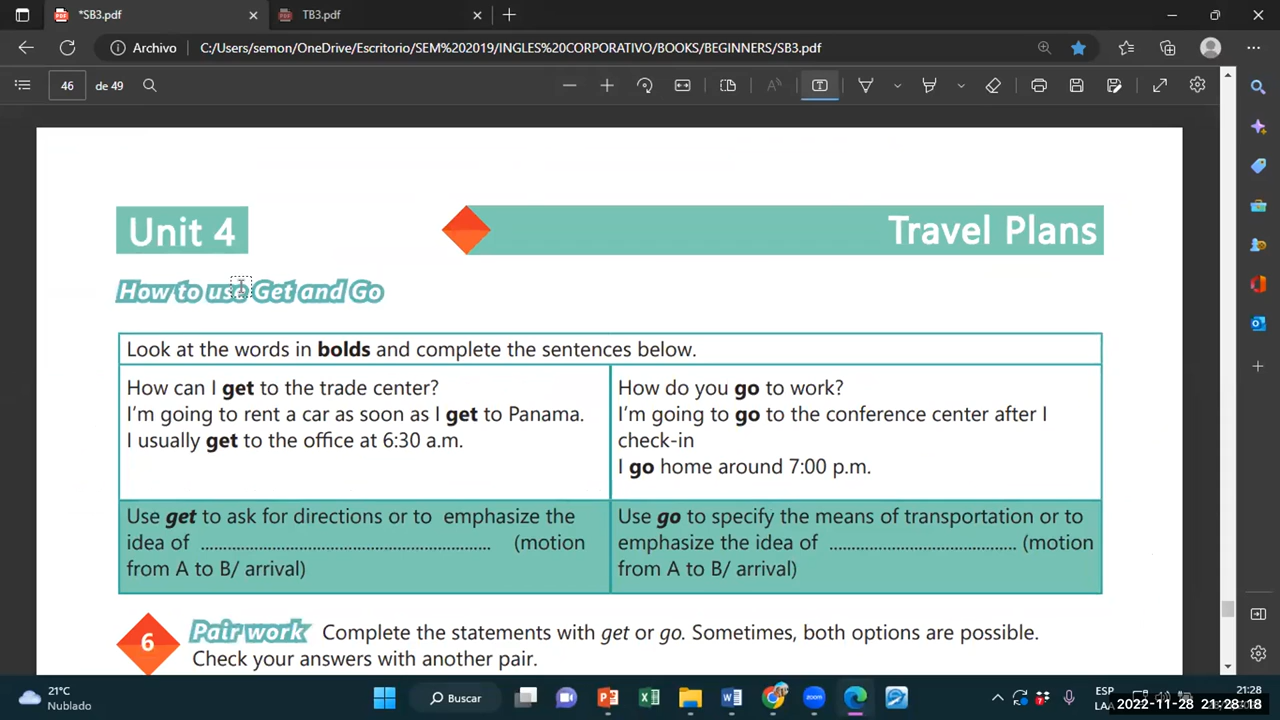 *SB3.pdf
TB3.pdf
Archivo
C:/Users/semon/OneDrive/Escritorio/SEM%202019/INGLES%20CORPORATIVO/BOOKS/BEGINNERS/SB3.pdf
46 de 49
Unit 4
Travel Plans
How to use Get and Go
Look at the words in bolds and complete the sentences below.
How can I get to the trade center?
I'm going to rent a car as soon as I get to Panama.
I usually get to the office at 6:30 a.m.
How do you go to work?
I'm going to go to the conference center after I
check-in
I go home around 7:00 p.m.
Use get to ask for directions or to emphasize the
idea of ........................................................ (motion
from A to B/ arrival)
Use go to specify the means of transportation or to
emphasize the idea of .................................... (motion
from A to B/ arrival)
6
Pair work Complete the statements with get or go. Sometimes, both options are possible.
Check your answers with another pair.
21°C
Nublado
Buscar
ESP
LAA
21:28
2022-11-28 21:28:18